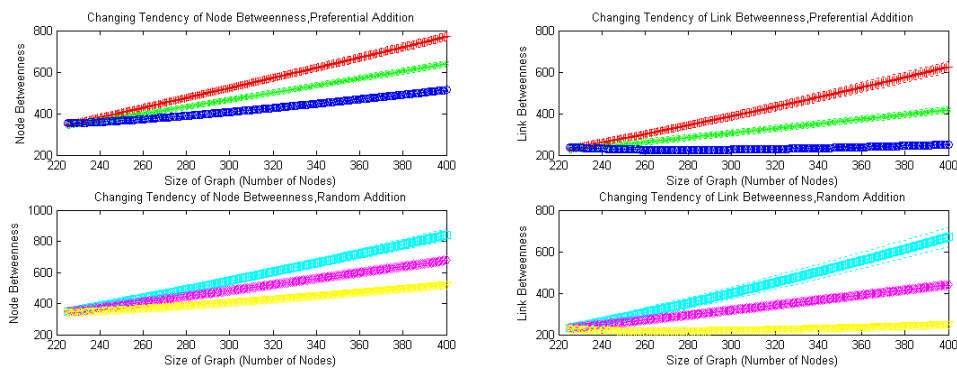 Changing Tendency of Node Betweenness,Preferential Addition
800
600
400
200
Node Betweenness
220 240 260 280 300 320 340 360 380 400
Size of Graph (Number of Nodes)
Changing Tendency of Link Betweenness,Preferential Addition
800
600
400
200
Link Betweenness
220 240 260 280 300 320 340 360 380 400
Size of Graph (Number of Nodes)
Changing Tendency of Node Betweenness,Random Addition
1000
800
600
400
200
Node Betweenness
220 240 260 280 300 320 340 360 380 400
Size of Graph (Number of Nodes)
Changing Tendency of Link Betweenness,Random Addition
800
600
400
200
Link Betweenness
220 240 260 280 300 320 340 360 380 400
Size of Graph (Number of Nodes)